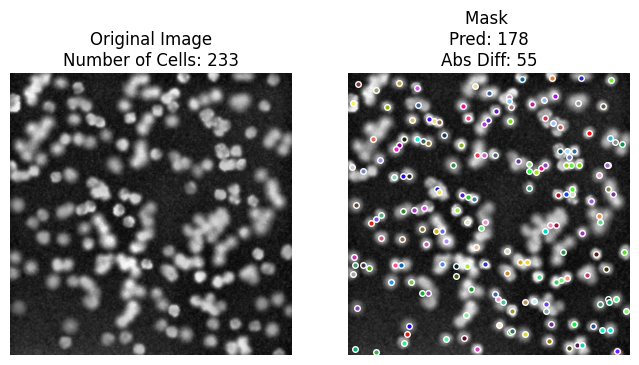 Original Image
Number of Cells: 233
Mask
Pred: 178
Abs Diff: 55